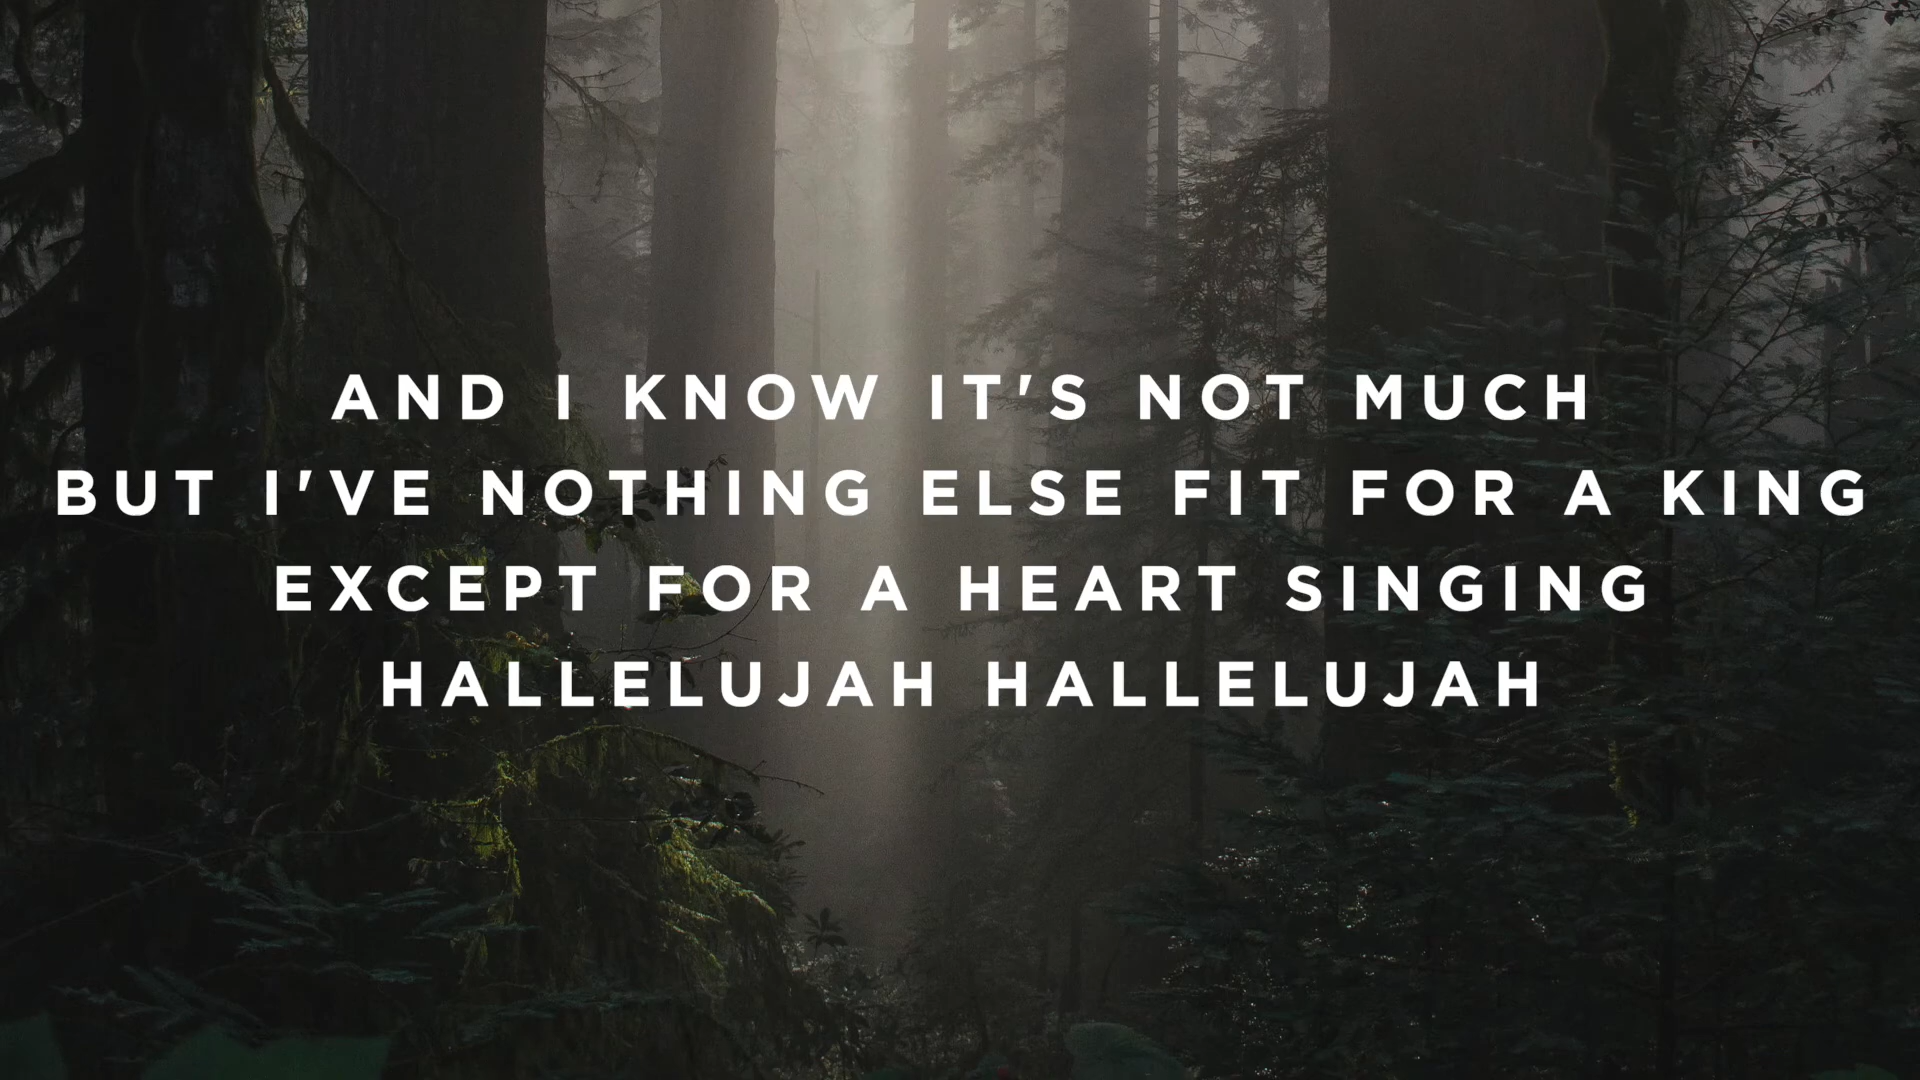 AND I KNOW IT'S NOT MUCH
BUT I'VE NOTHING ELSE FIT FOR A KING
EXCEPT FOR A HEART SINGING
HALLELUJAH HALLELUJAH